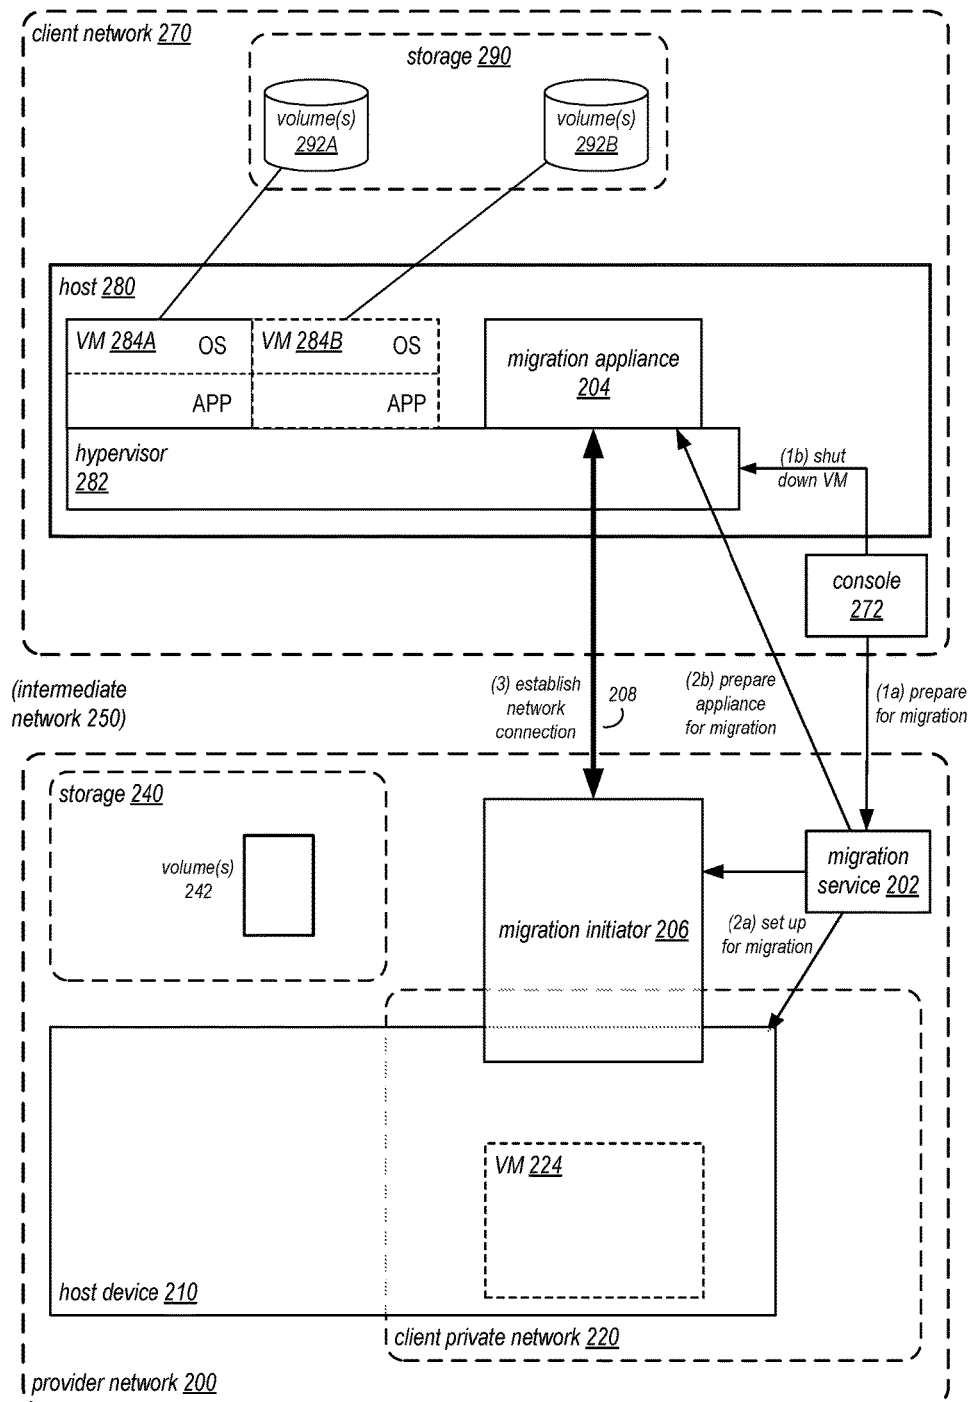 client network 270
storage 290
volume(s)
292A
volume(s)
292B
host 280
VM 284A
OS
VM 284B
OS
APP
APP
migration appliance
204
hypervisor
282
(1b) shut
down VM
console
272
(intermediate
network 250)
(3) establish
network
connection
208
(2b) prepare
appliance
for migration
(1a) prepare
for migration
storage 240
volume(s)
242
migration
service 202
migration initiator 206
(2a) set up
for migration
VM 224
host device 210
client private network 220
provider network 200